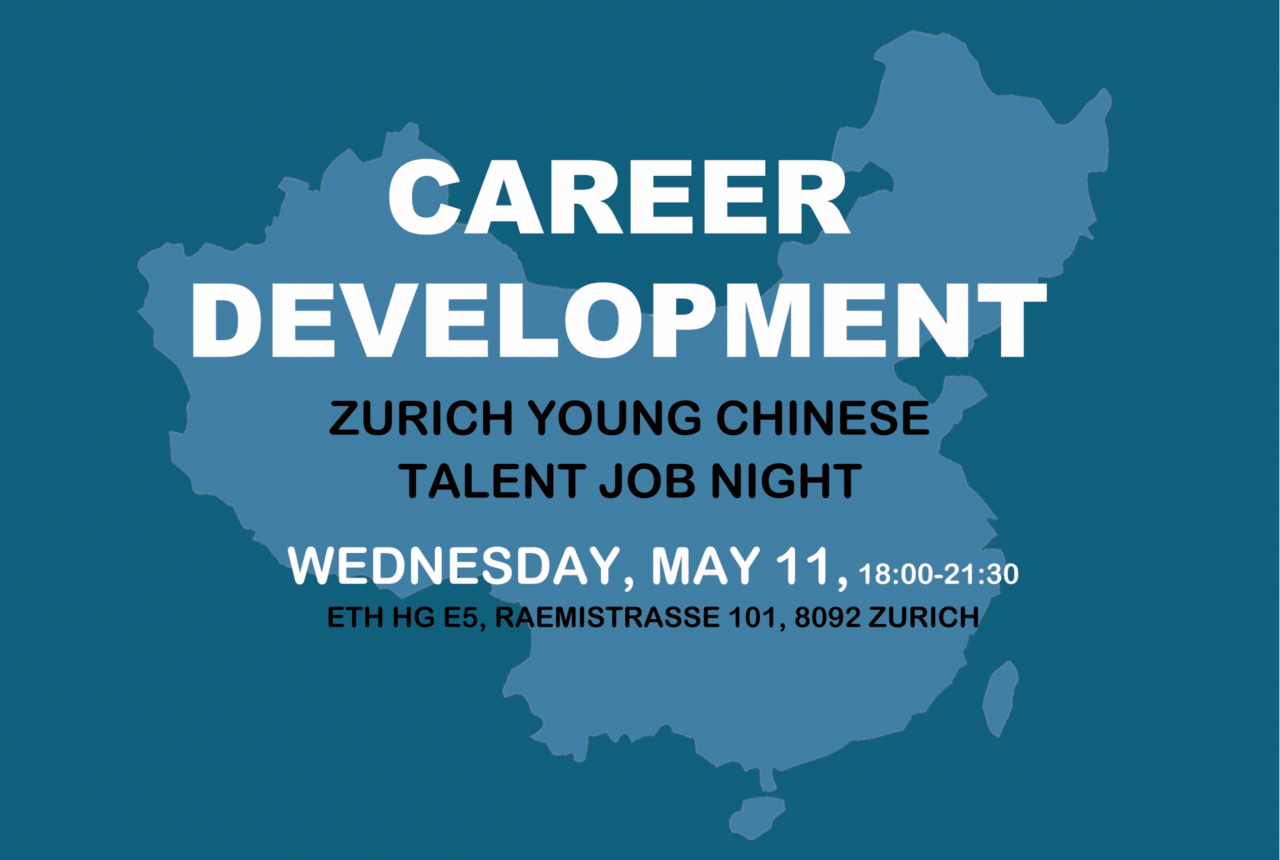 CAREER
DEVELOPMENT
ZURICH YOUNG CHINESE
TALENT JOB NIGHT
WEDNESDAY, MAY 11, 18:00-21:30
ETH HG E5, RAEMISTRASSE 101, 8092 ZURICH